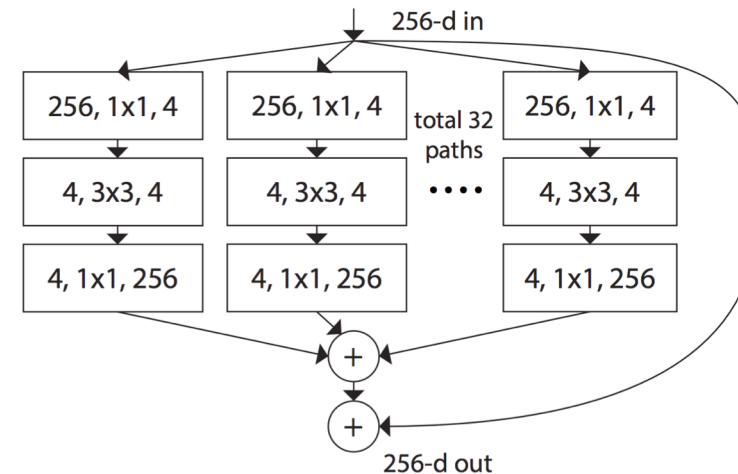 256-d in
256, 1x1, 4
256, 1x1, 4
total 32
paths
256, 1x1, 4
4, 3x3, 4
4, 3x3, 4
....
4, 3x3, 4
4, 1x1, 256
4, 1x1, 256
4, 1x1, 256
+
+
256-d out